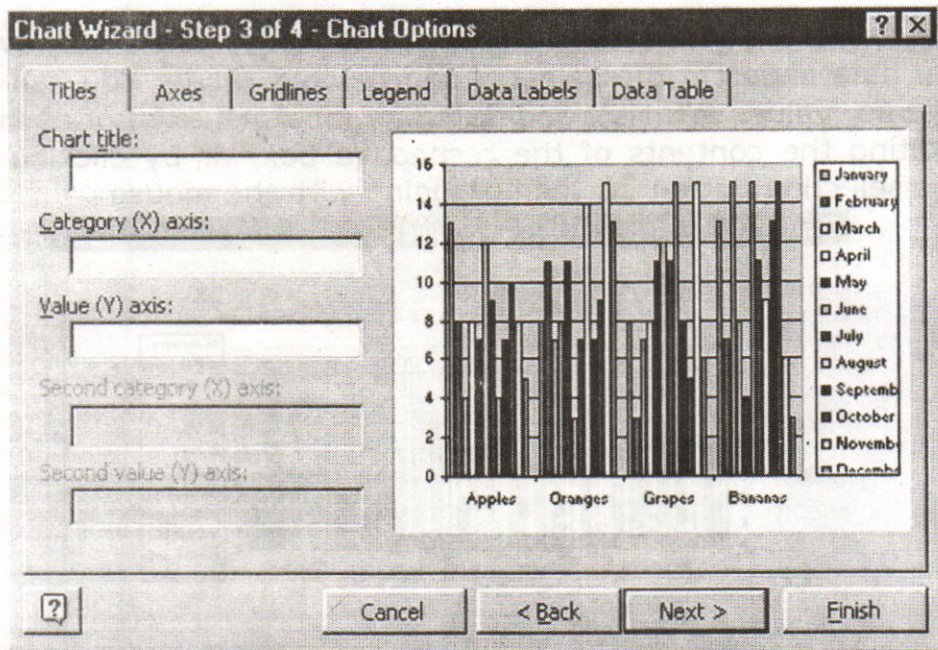 Chart Wizard - Step 3 of 4 - Chart Options
? X
Titles Axes Gridlines Legend Data Labels Data Table
Chart title:
Category (X) axis:
Value (Y) axis:
Second category (X) axis:
Second value (Y) axis:
16
14
12
10
8
6
4
2
0
Apples Oranges Grapes Bananas
January
February
March
April
May
June
July
August
Septemb
October
Novembe
Decembe
?
Cancel
< Back
Next >
Finish